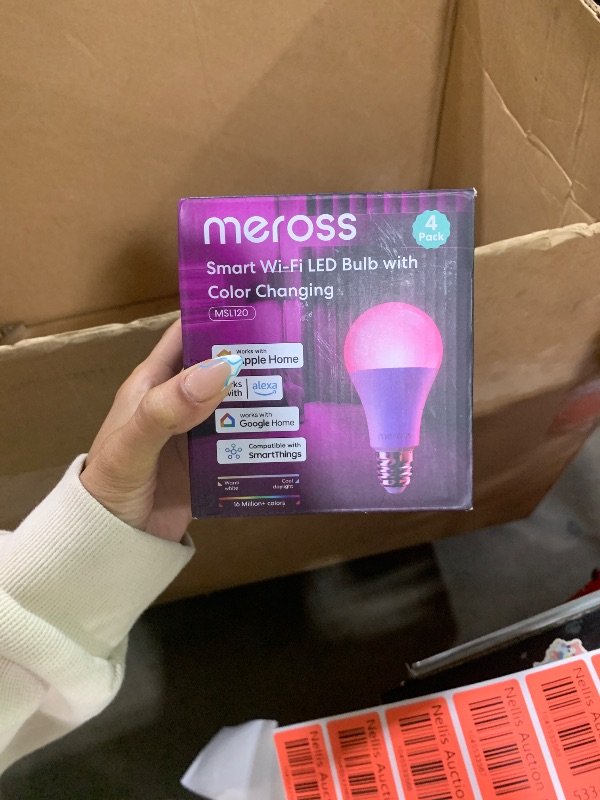 meross
4
Pack
Smart Wi-Fi LED Bulb with
Color Changing
MSL120
Works with
Apple Home
with
alexa
works with
Google Home
Compatible with
SmartThings
Warm
white
Cool
daylight
16 Million+ colors
meross
Nellis Auction
Nellis Auction
Nellis Auction
Nellis Auction
Nellis Auction